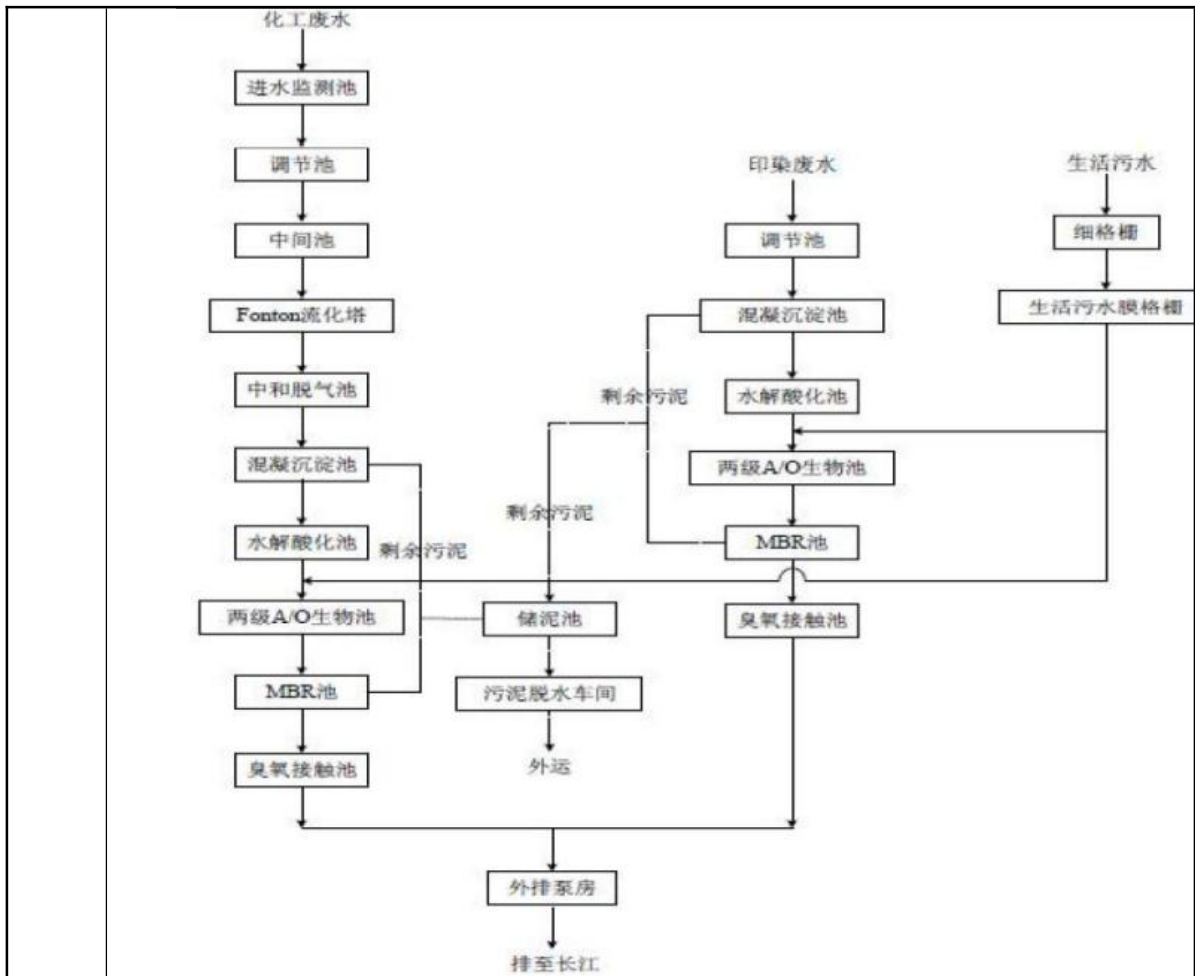 化工废水
进水监测池
调节池
中间池
Fonton流化塔
中和脱气池
混凝沉淀池
水解酸化池
剩余污泥
两级A/O生物池
MBR池
臭氧接触池
印染废水
调节池
混凝沉淀池
剩余污泥
水解酸化池
两级A/O生物池
剩余污泥
MBR池
臭氧接触池
生活污水
细格栅
生活污水膜格栅
储泥池
污泥脱水车间
外运
外排泵房
排至长江